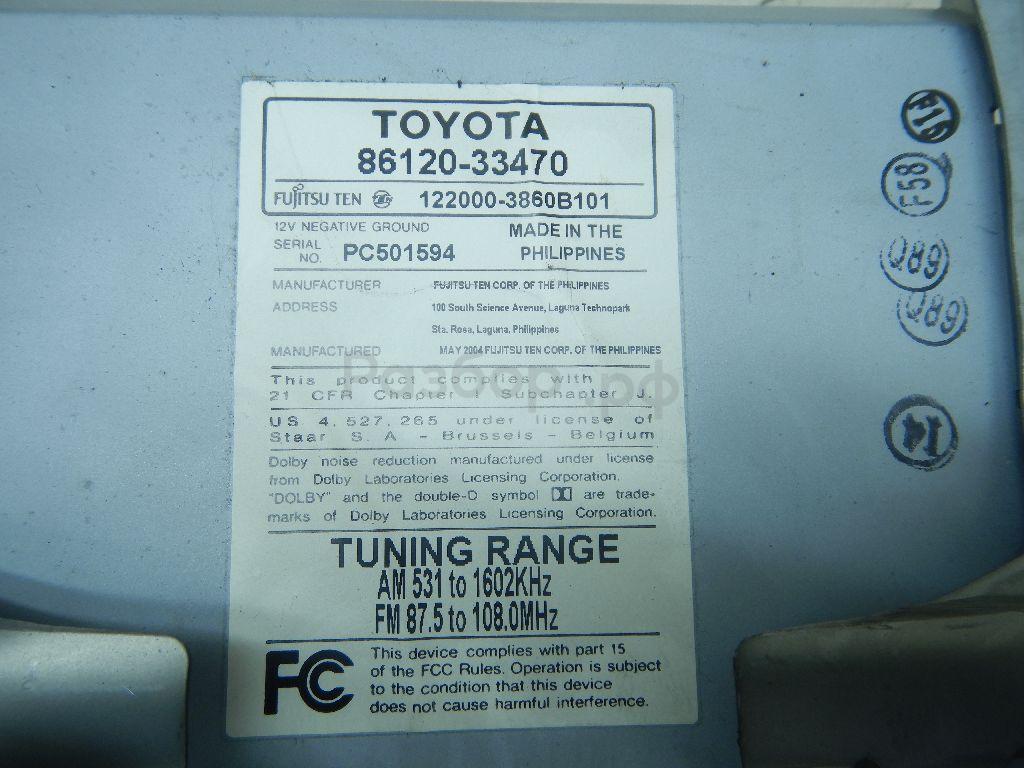 TOYOTA
86120-33470
FUJITSU TEN 122000-3860B101
12V NEGATIVE GROUND
SERIAL NO. PC501594
MADE IN THE PHILIPPINES
MANUFACTURER FUJITSU TEN CORP. OF THE PHILIPPINES
ADDRESS 100 South Science Avenue, Laguna Technopark
Sta. Rosa, Laguna, Philippines
MANUFACTURED MAY 2004 FUJITSU TEN CORP. OF THE PHILIPPINES
Разбор.рф
This product complies with
21 CFR Chapter I Subchapter J.
US 4,527,265 under license of
Staar S. A - Brussels - Belgium
Dolby noise reduction manufactured under license
from Dolby Laboratories Licensing Corporation.
"DOLBY" and the double-D symbol are trade-
marks of Dolby Laboratories Licensing Corporation.
TUNING RANGE
AM 531 to 1602KHz
FM 87.5 to 108.0MHz
FC
This device complies with part 15
of the FCC Rules. Operation is subject
to the condition that this device
does not cause harmful interference.
F16
F58
14